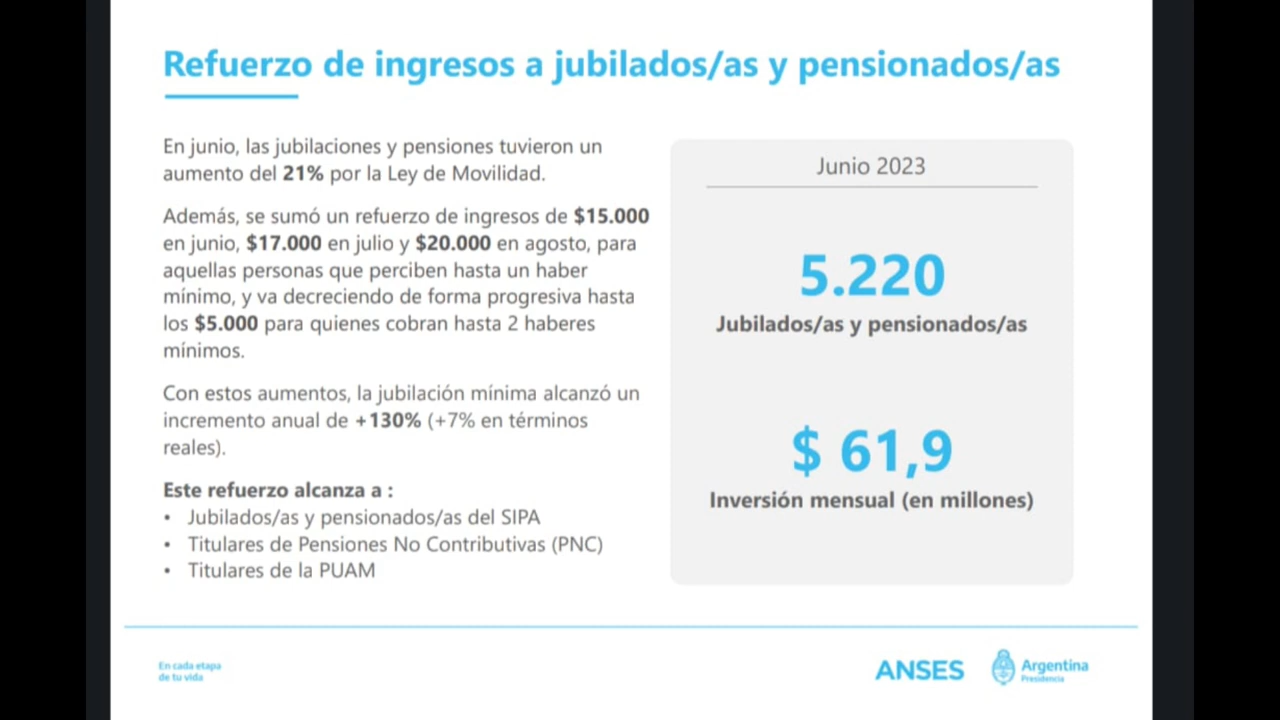 Refuerzo de ingresos a jubilados/as y pensionados/as
En junio, las jubilaciones y pensiones tuvieron un
aumento del 21% por la Ley de Movilidad.
Además, se sumó un refuerzo de ingresos de $15.000
en junio, $17.000 en julio y $20.000 en agosto, para
aquellas personas que perciben hasta un haber
mínimo, y va decreciendo de forma progresiva hasta
los $5.000 para quienes cobran hasta 2 haberes
mínimos.
Con estos aumentos, la jubilación mínima alcanzó un
incremento anual de +130% (+7% en términos
reales).
Este refuerzo alcanza a :
• Jubilados/as y pensionados/as del SIPA
• Titulares de Pensiones No Contributivas (PNC)
• Titulares de la PUAM
Junio 2023
5.220
Jubilados/as y pensionados/as
$ 61,9
Inversión mensual (en millones)
En cada etapa
de tu vida
ANSES
Argentina
Presidencia